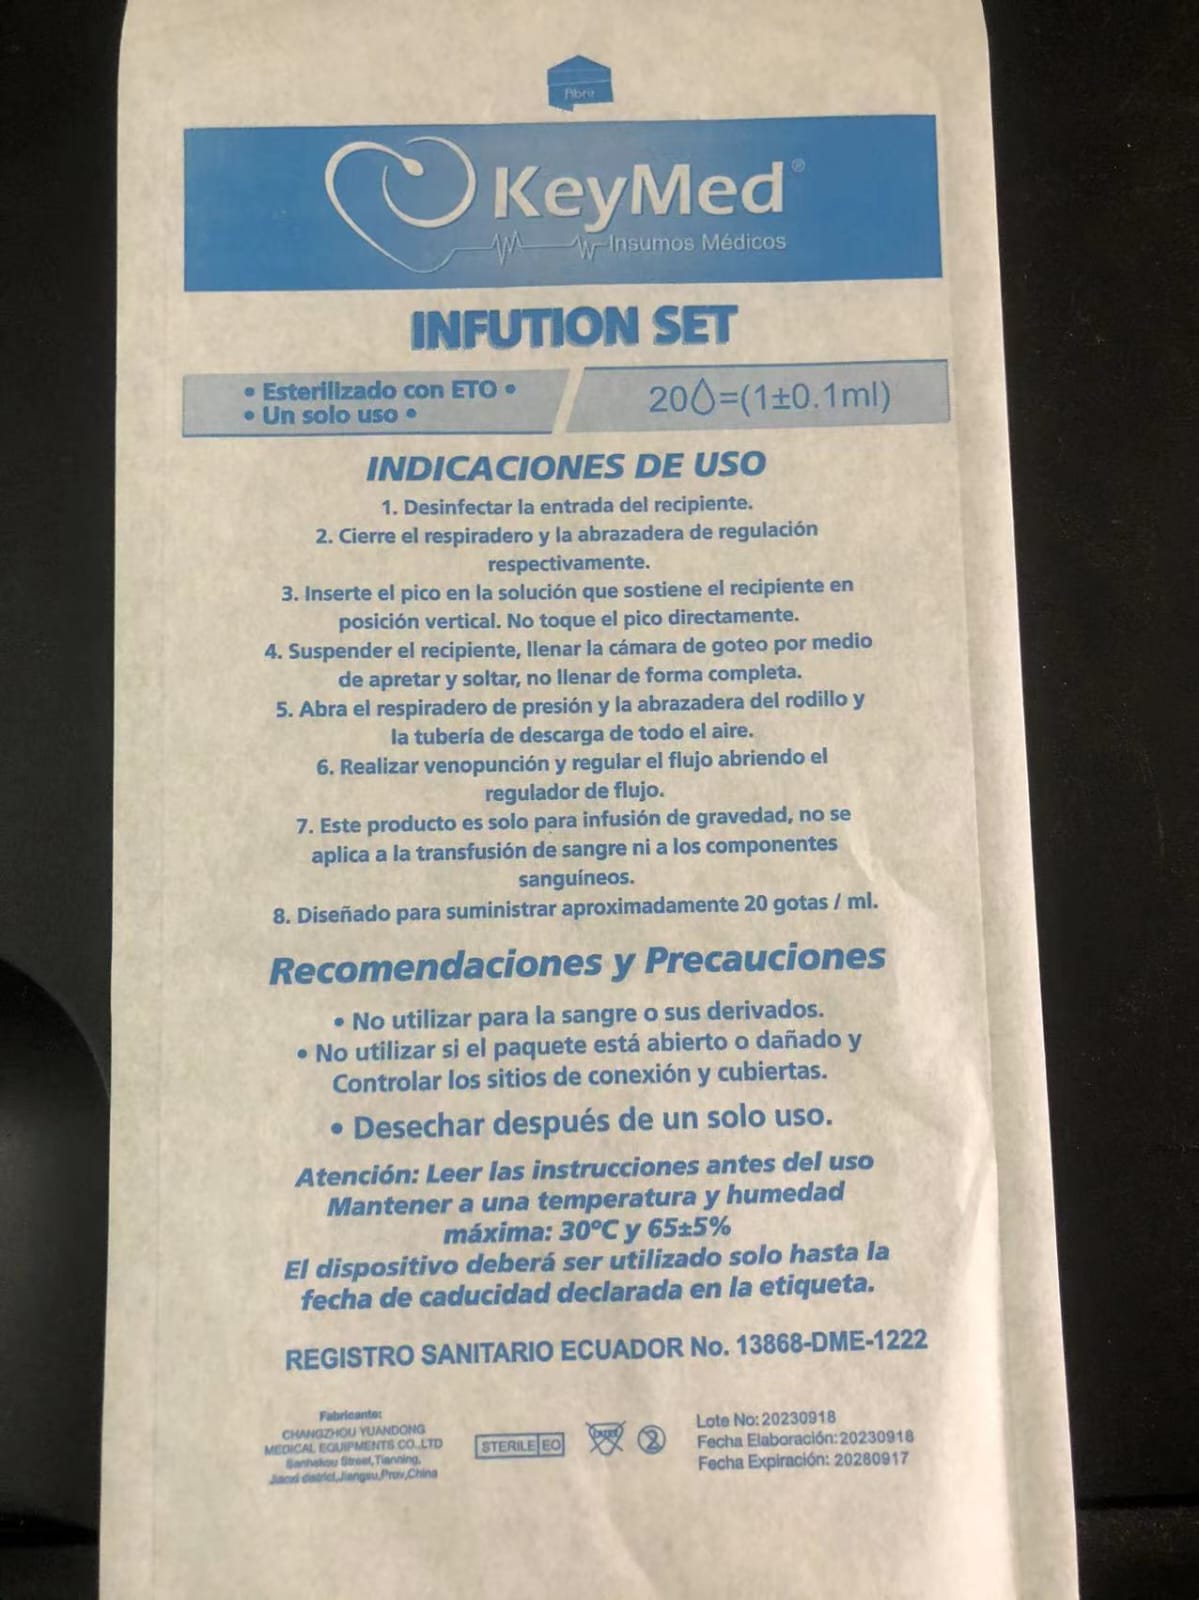 Abrir
KeyMed®
Insumos Médicos
INFUTION SET
• Esterilizado con ETO •
• Un solo uso •
20=(1±0.1ml)
INDICACIONES DE USO
1. Desinfectar la entrada del recipiente.
2. Cierre el respiradero y la abrazadera de regulación
respectivamente.
3. Inserte el pico en la solución que sostiene el recipiente en
posición vertical. No toque el pico directamente.
4. Suspender el recipiente, llenar la cámara de goteo por medio
de apretar y soltar, no llenar de forma completa.
5. Abra el respiradero de presión y la abrazadera del rodillo y
la tubería de descarga de todo el aire.
6. Realizar venopunción y regular el flujo abriendo el
regulador de flujo.
7. Este producto es solo para infusión de gravedad, no se
aplica a la transfusión de sangre ni a los componentes
sanguíneos.
8. Diseñado para suministrar aproximadamente 20 gotas / ml.
Recomendaciones y Precauciones
• No utilizar para la sangre o sus derivados.
• No utilizar si el paquete está abierto o dañado y
Controlar los sitios de conexión y cubiertas.
• Desechar después de un solo uso.
Atención: Leer las instrucciones antes del uso
Mantener a una temperatura y humedad
máxima: 30ºC y 65±5%
El dispositivo deberá ser utilizado solo hasta la
fecha de caducidad declarada en la etiqueta.
REGISTRO SANITARIO ECUADOR No. 13868-DME-1222
Fabricante:
CHANGZHOU YUANDONG
MEDICAL EQUIPMENTS CO.,LTD
Street,Tianning,
district,Jiangsu,Prov,China
STERILE EO
2
Lote No: 20230918
Fecha Elaboración: 20230918
Fecha Expiración: 20280917